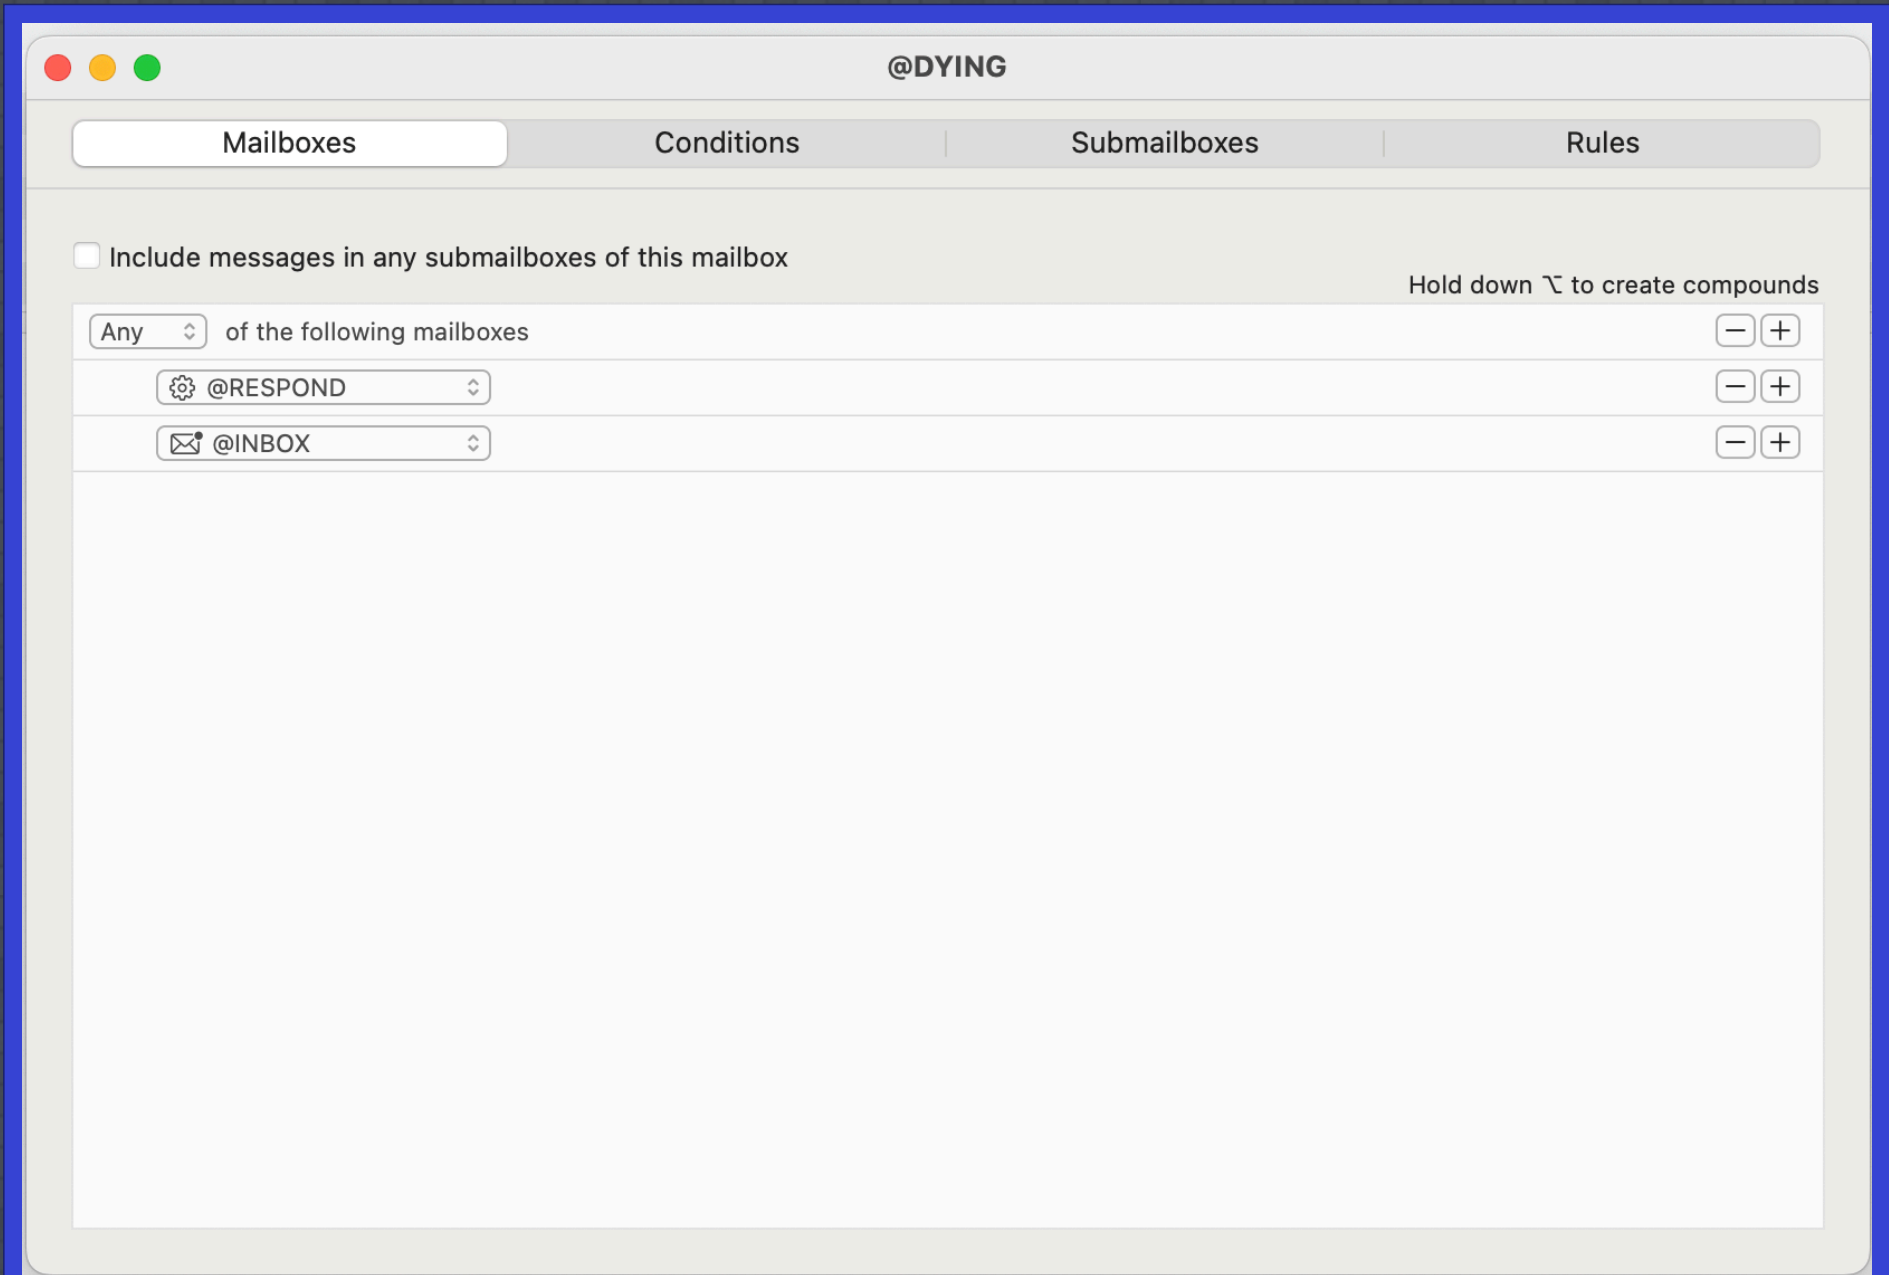 @DYING
Mailboxes Conditions Submailboxes Rules
Include messages in any submailboxes of this mailbox
Hold down ⌥ to create compounds
Any of the following mailboxes
@RESPOND
@INBOX